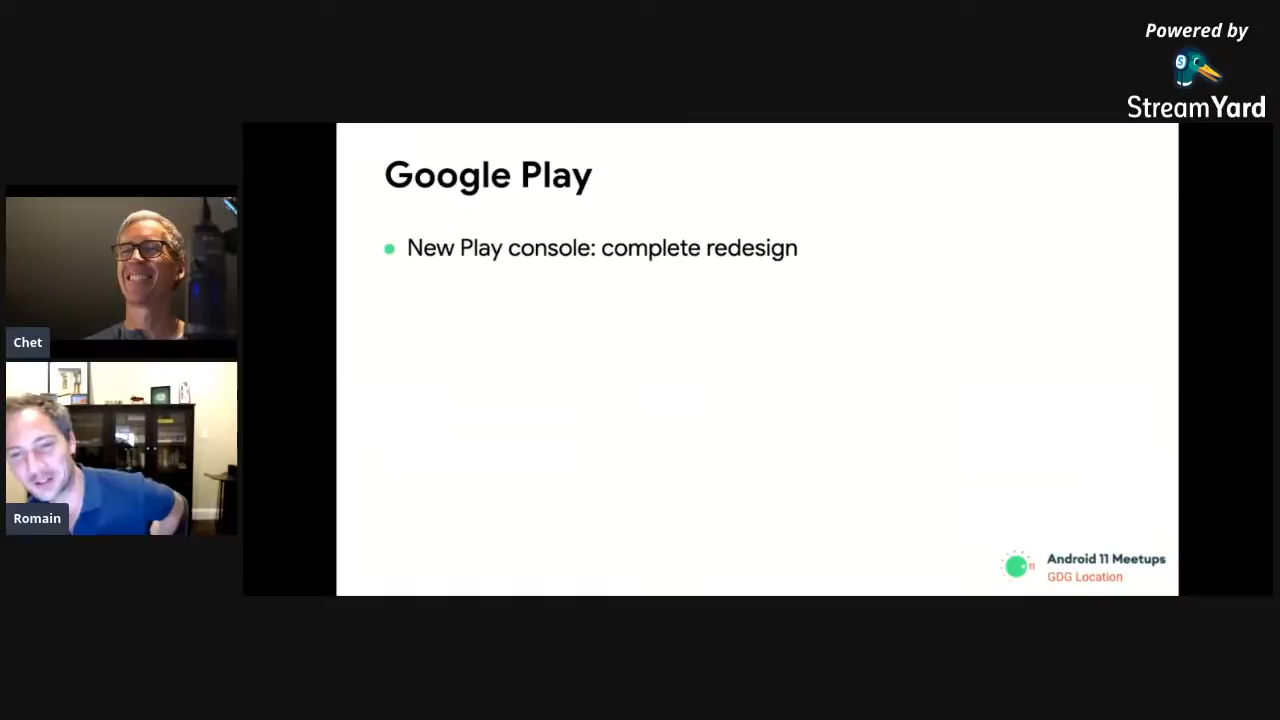 Powered by
StreamYard
Google Play
New Play console: complete redesign
Chet
Romain
Android 11 Meetups
GDG Location